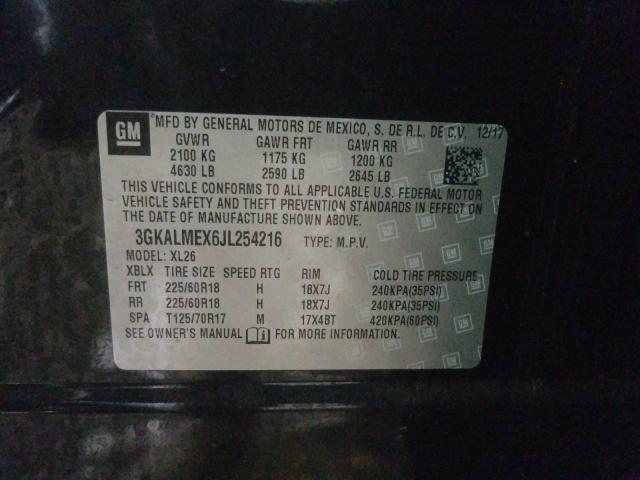 GM
®MFD BY GENERAL MOTORS DE MEXICO, S. DE R.L. DE C.V. 12/17
GVWR GAWR FRT GAWR RR
2100 KG 1175 KG 1200 KG
4630 LB 2590 LB 2645 LB
THIS VEHICLE CONFORMS TO ALL APPLICABLE U.S. FEDERAL MOTOR
VEHICLE SAFETY AND THEFT PREVENTION STANDARDS IN EFFECT ON
THE DATE OF MANUFACTURE SHOWN ABOVE.
3GKALMEX6JL254216 TYPE: M.P.V.
MODEL: XL26
XBLX TIRE SIZE SPEED RTG RIM COLD TIRE PRESSURE
FRT 225/60R18 H 18X7J 240KPA(35PSI)
RR 225/60R18 H 18X7J 240KPA(35PSI)
SPA T125/70R17 M 17X4BT 420KPA(60PSI)
SEE OWNER'S MANUAL FOR MORE INFORMATION.